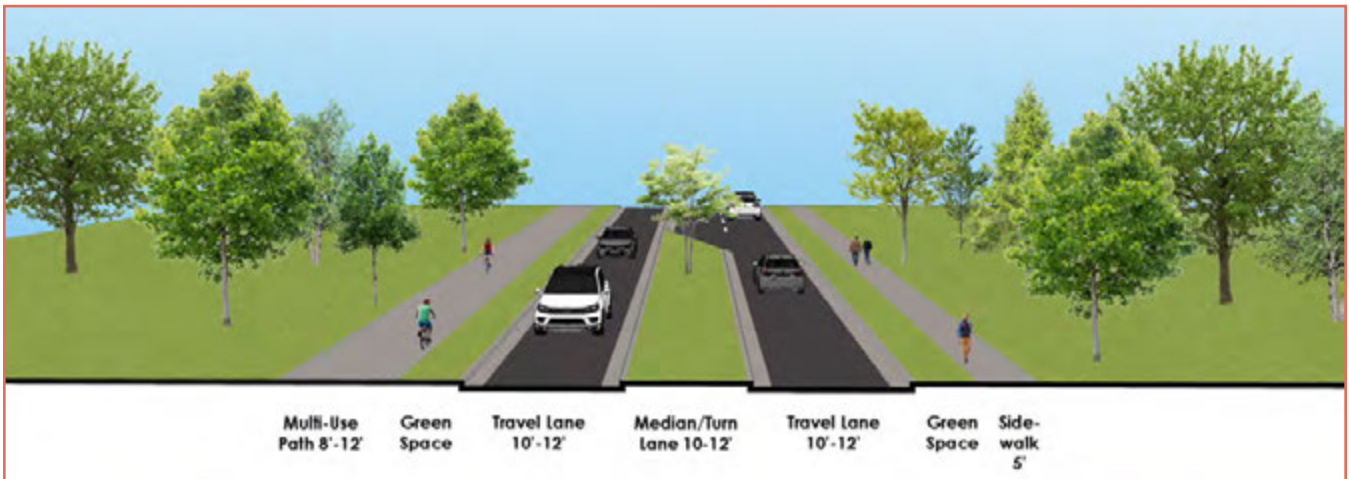 Multi-Use
Path 8'-12'
Green
Space
Travel Lane
10'-12'
Median/Turn
Lane 10-12'
Travel Lane
10'-12'
Green
Space
Side-
walk
5'